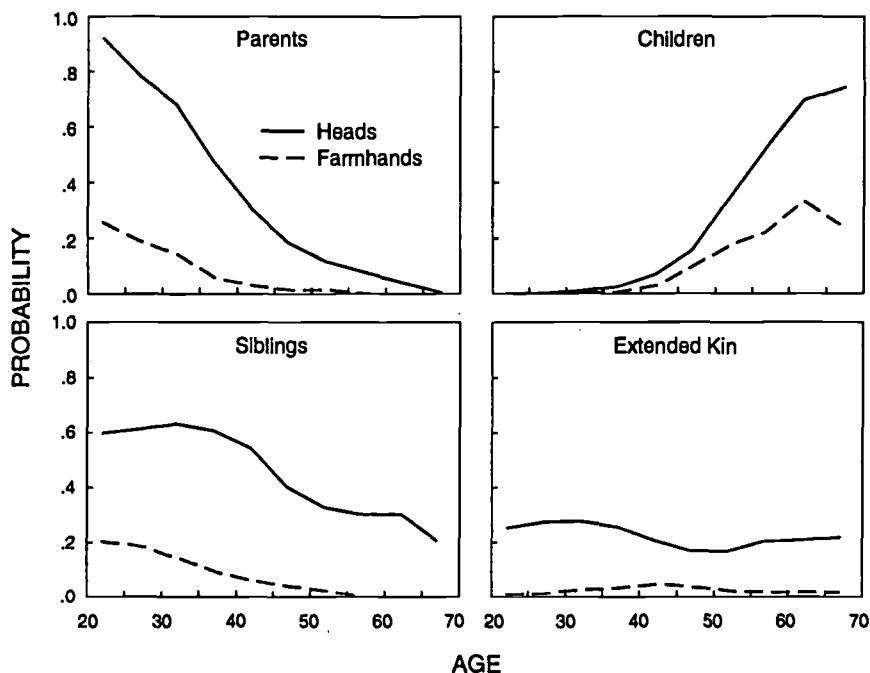 Parents
Children
1.0
.8
.6
.4
.2
.0
Heads
Farmhands
PROBABILITY
Siblings
Extended Kin
1.0
.8
.6
.4
.2
.0
20 30 40 50 60 70 20 30 40 50 60 70
AGE